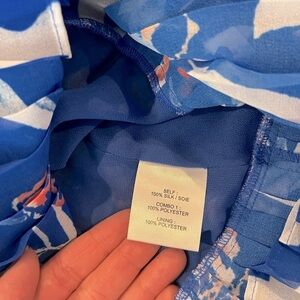 SELF :
100% SILK / SOIE
COMBO 1 :
100% POLYESTER
LINING :
100% POLYESTER